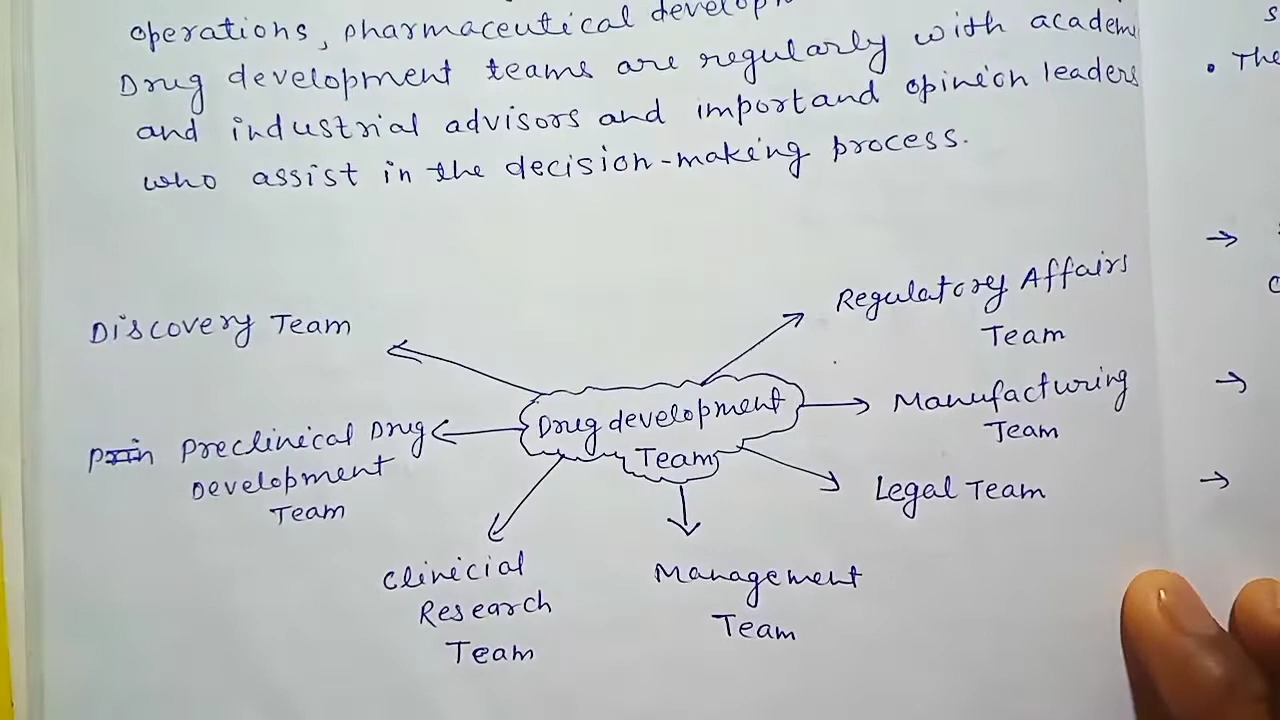 operations, pharmaceutical develop
Drug development teams are regularly with academ
and industrial advisors and importand opinion leaders
who assist in the decision-making process.
Discovery Team
Regulatory Affairs
Team
Drug development
Team
Manufacturing
Team
Preclinical Drug
Development
Team
Legal Team
Clinicial
Research
Team
Management
Team
• The